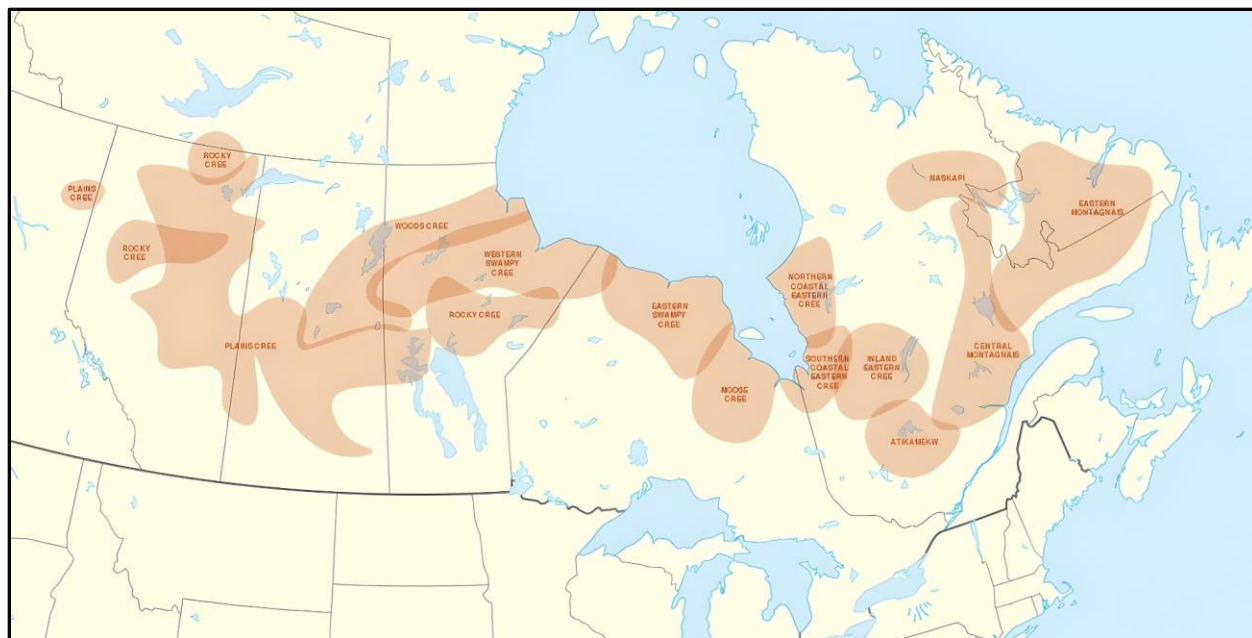 ROCKY
CREE
PLAINS
CREE
ROCKY
CREE
PLAINS CREE
WOODS CREE
WESTERN
SWAMPY
CREE
ROCKY CREE
EASTERN
SWAMPY
CREE
MOOSE
CREE
NORTHERN
COASTAL
EASTERN
CREE
SOUTHERN
COASTAL
EASTERN
CREE
INLAND
EASTERN
CREE
ATIKAMEKW
NASKAPI
EASTERN
MONTAGNAIS
CENTRAL
MONTAGNAIS